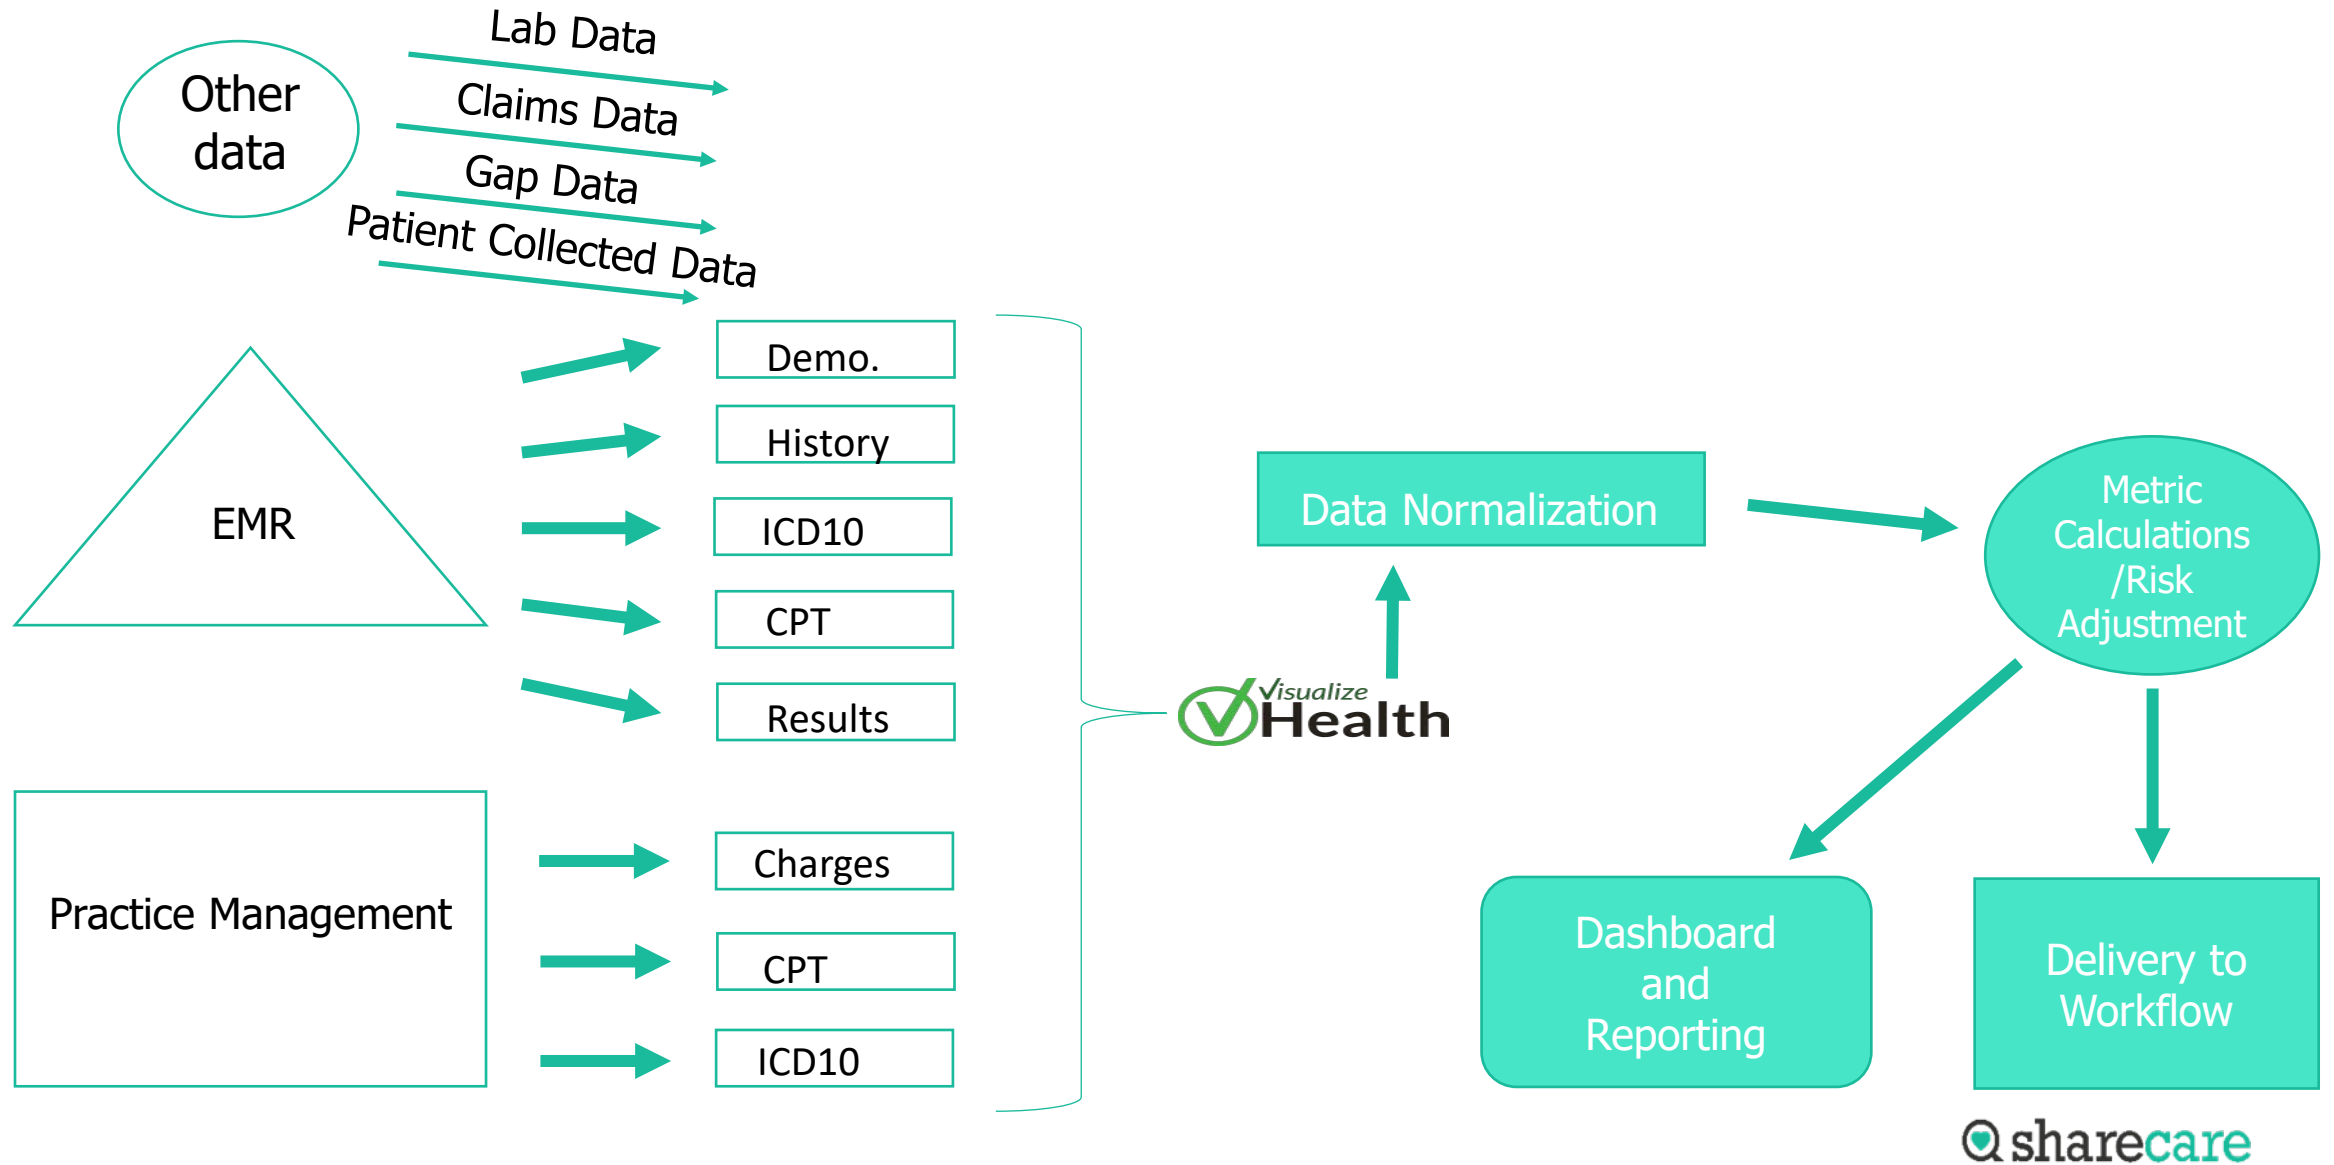 Other
data
Lab Data
Claims Data
Gap Data
Patient Collected Data
EMR
Demo.
History
ICD10
CPT
Results
Practice Management
Charges
CPT
ICD10
Visualize
Health
Data Normalization
Metric
Calculations
/Risk
Adjustment
Dashboard
and
Reporting
Delivery to
Workflow
sharecare